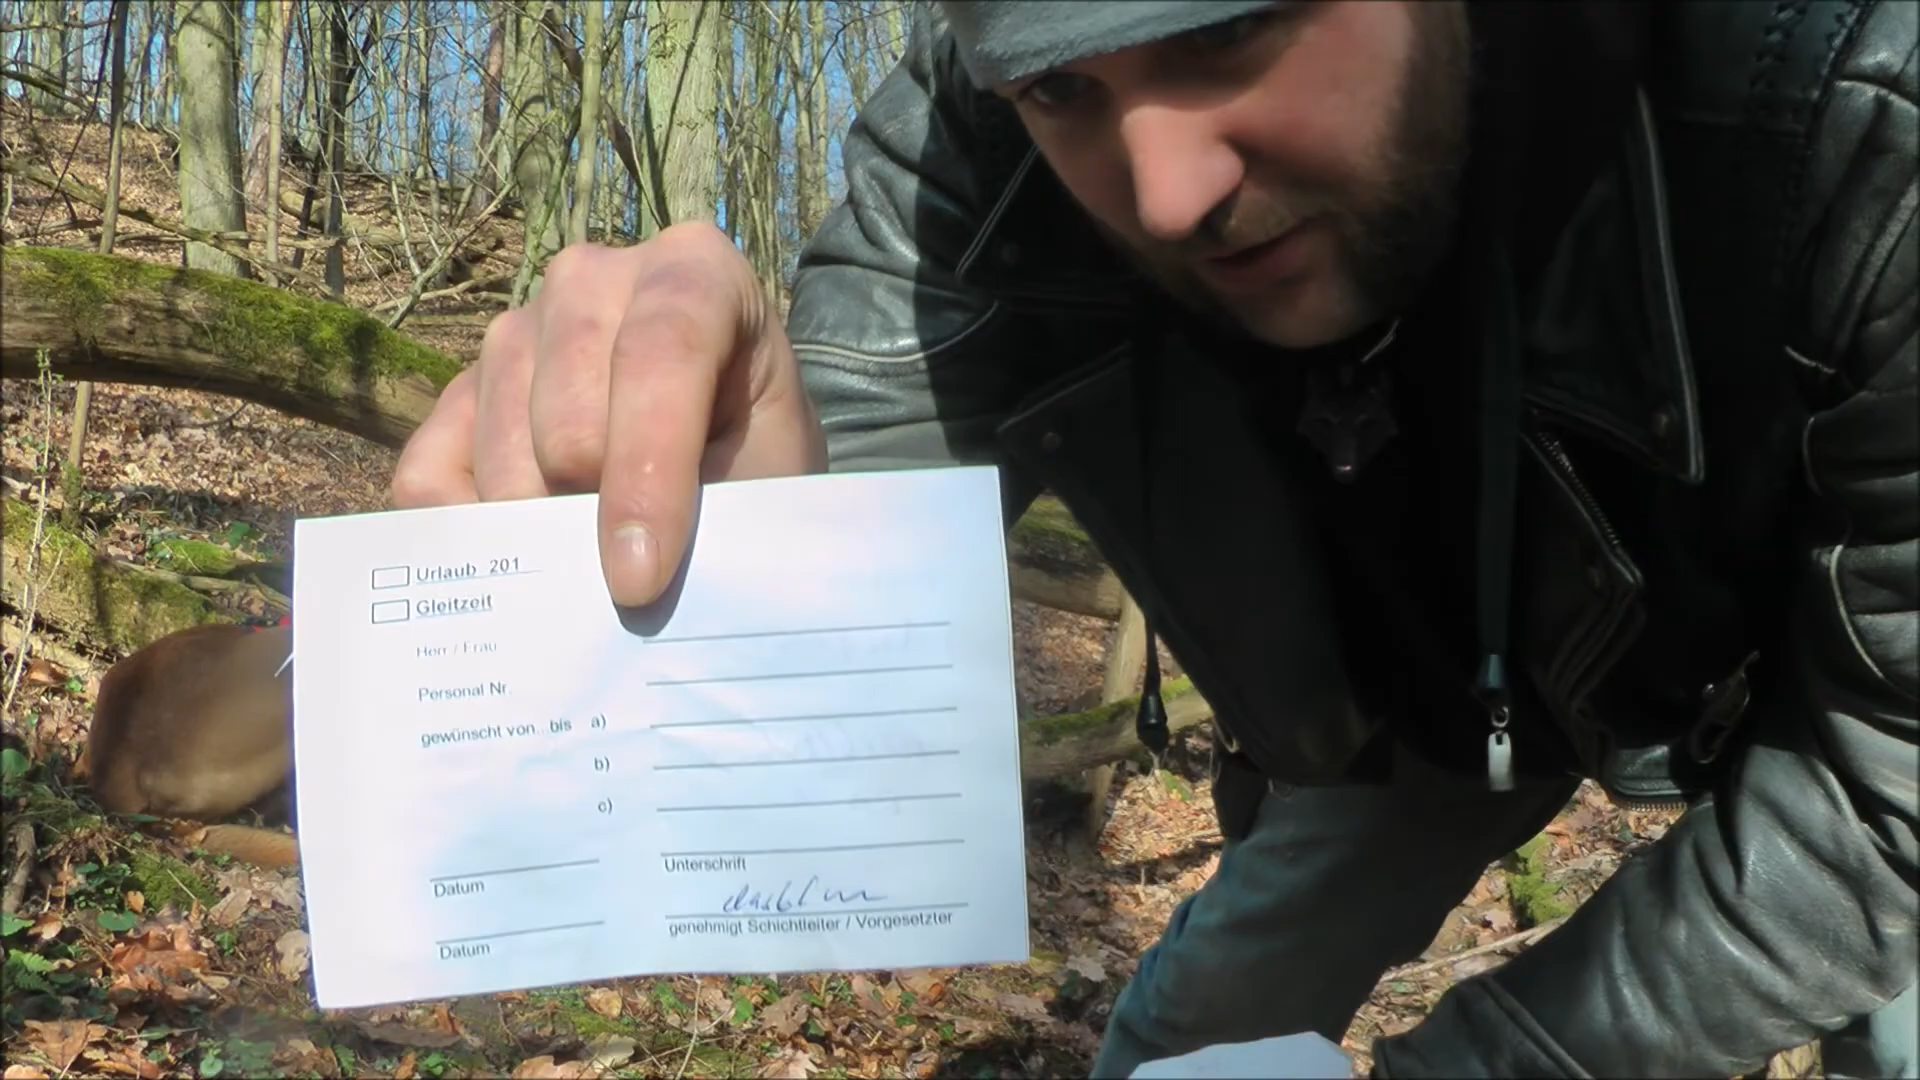 Urlaub 201
Gleitzeit
Herr / Frau
Personal Nr.
gewünscht von...bis a)
b)
c)
Unterschrift
Datum
genehmigt Schichtleiter / Vorgesetzter
Datum